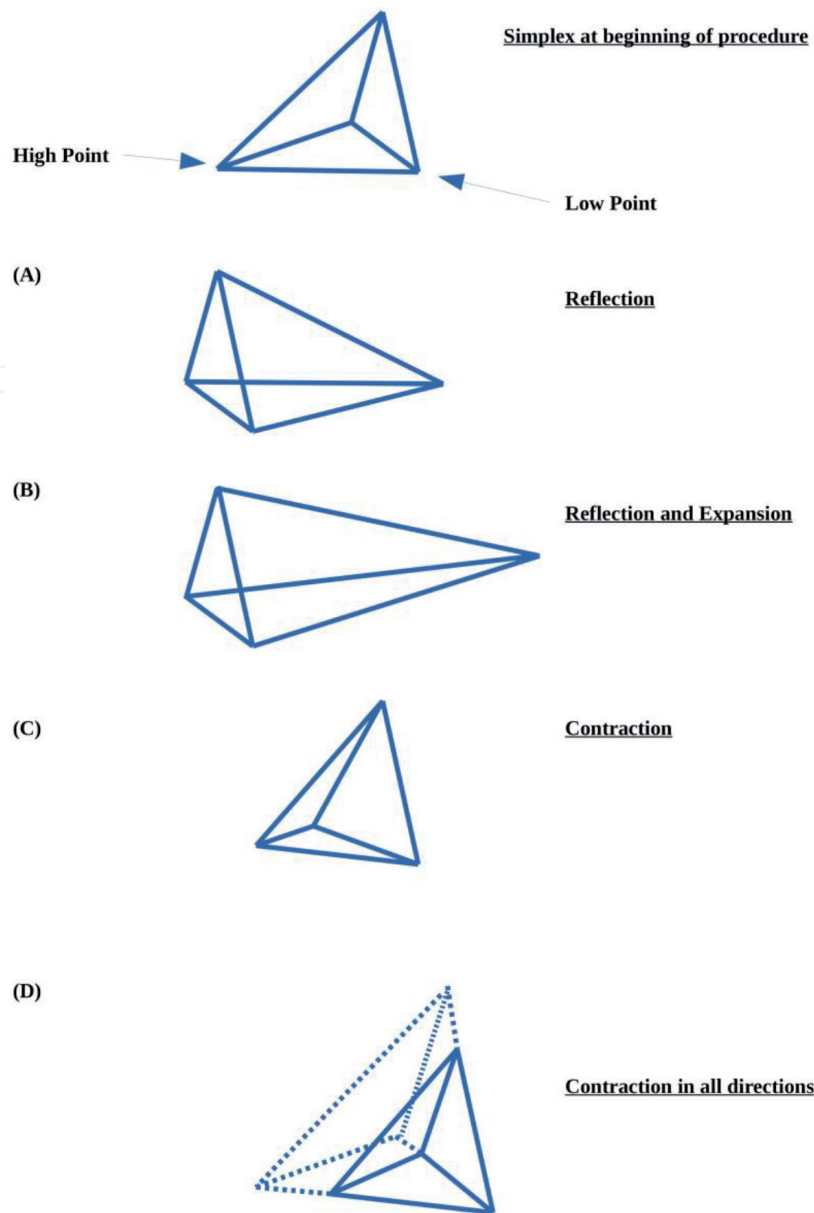 Simplex at beginning of procedure
High Point
Low Point
(A)
Reflection
(B)
Reflection and Expansion
(C)
Contraction
(D)
Contraction in all directions